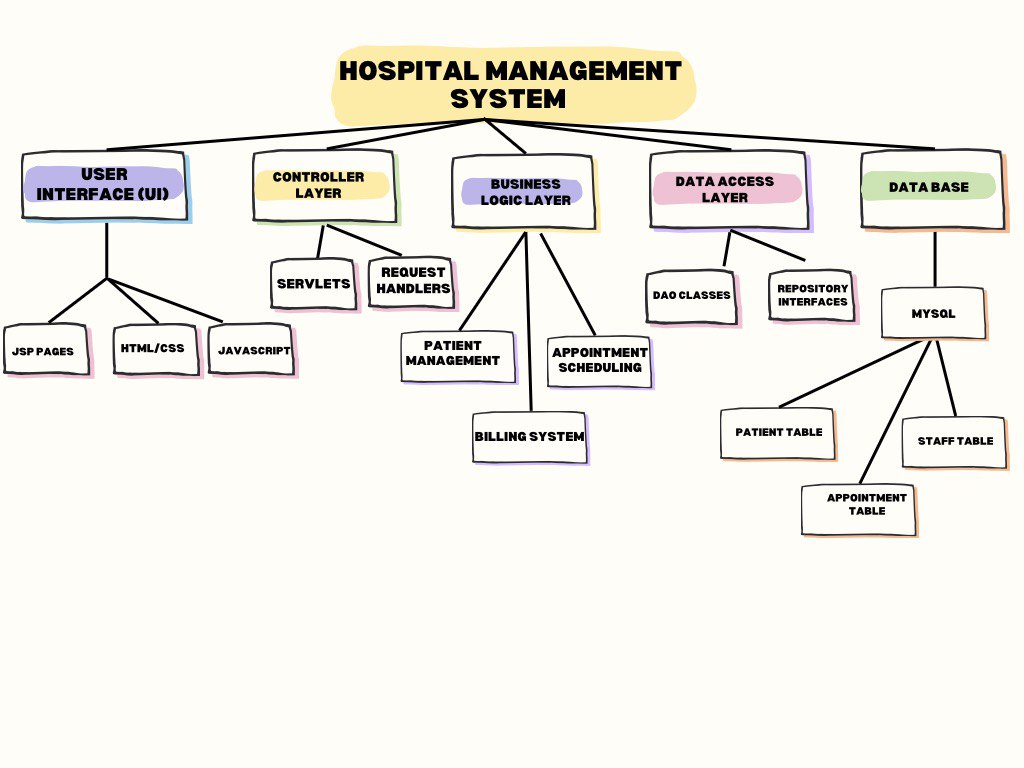 HOSPITAL MANAGEMENT
SYSTEM
USER
INTERFACE (UI)
CONTROLLER
LAYER
BUSINESS
LOGIC LAYER
DATA ACCESS
LAYER
DATA BASE
SERVLETS
REQUEST
HANDLERS
DAO CLASSES
REPOSITORY
INTERFACES
MYSQL
JSP PAGES
HTML/CSS
JAVASCRIPT
PATIENT
MANAGEMENT
APPOINTMENT
SCHEDULING
BILLING SYSTEM
PATIENT TABLE
STAFF TABLE
APPOINTMENT
TABLE